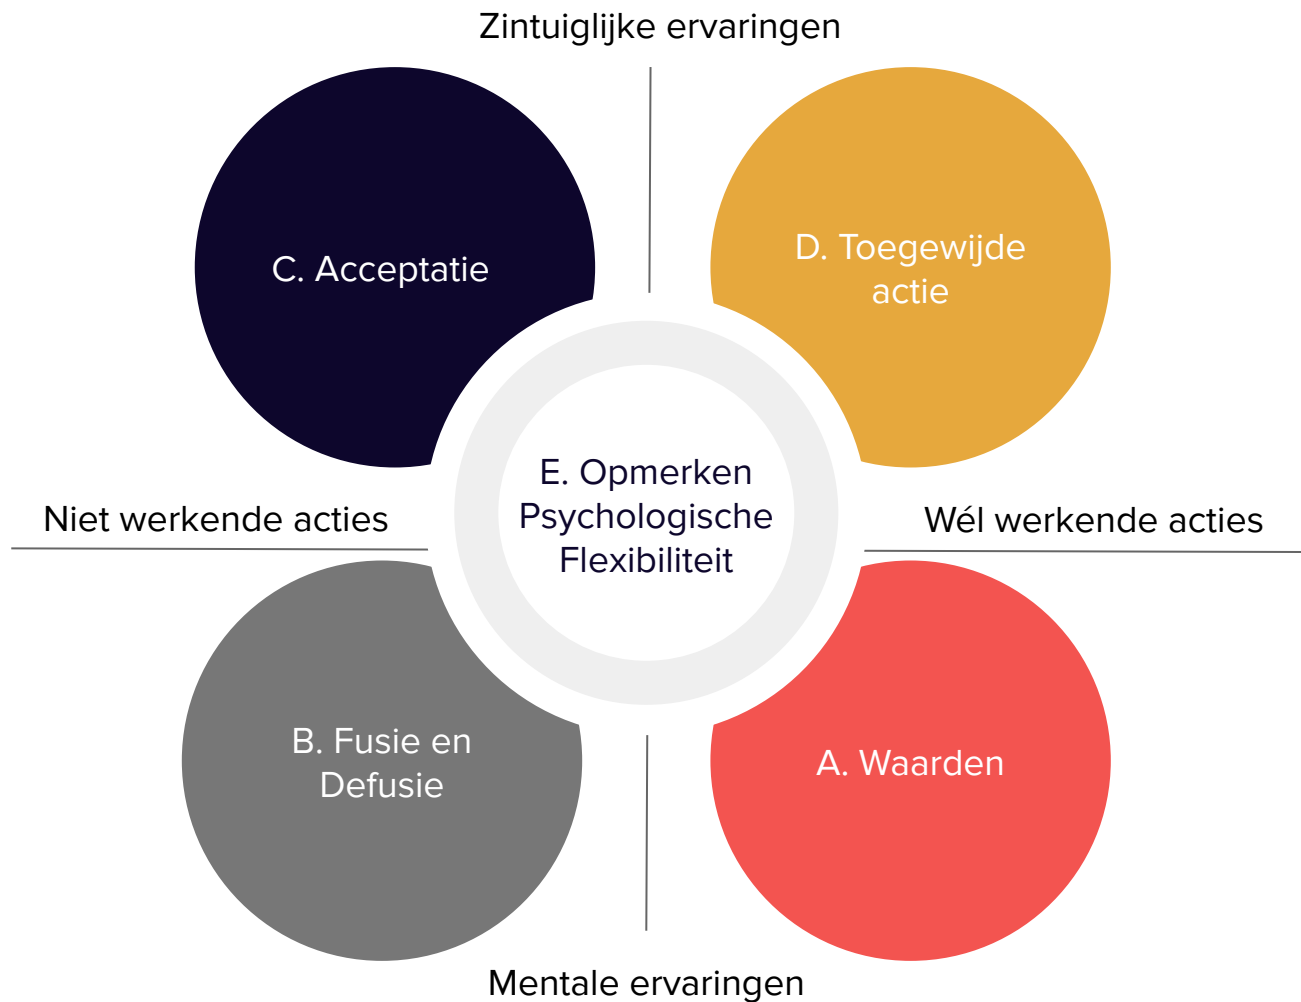 Zintuiglijke ervaringen
C. Acceptatie
D. Toegewijde
actie
E. Opmerken
Psychologische
Flexibiliteit
Niet werkende acties
Wél werkende acties
B. Fusie en
Defusie
A. Waarden
Mentale ervaringen